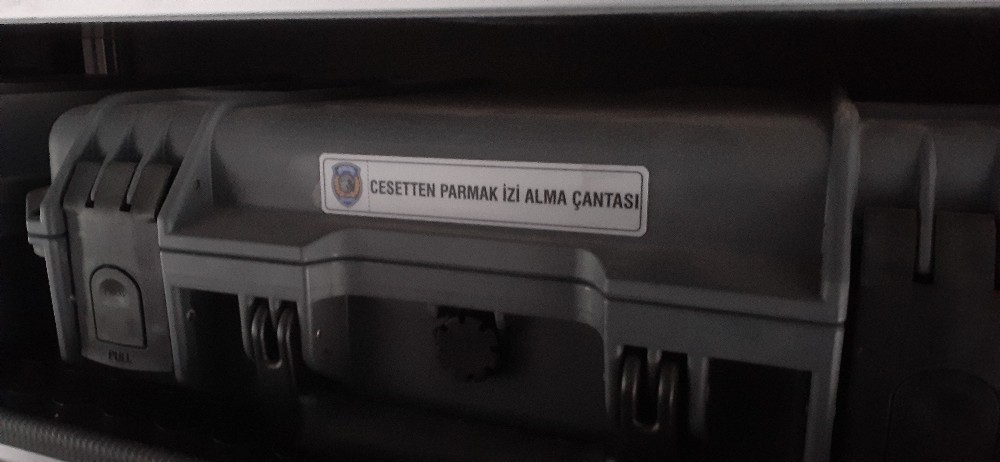 CESETTEN PARMAK İZİ ALMA ÇANTASI
PULL